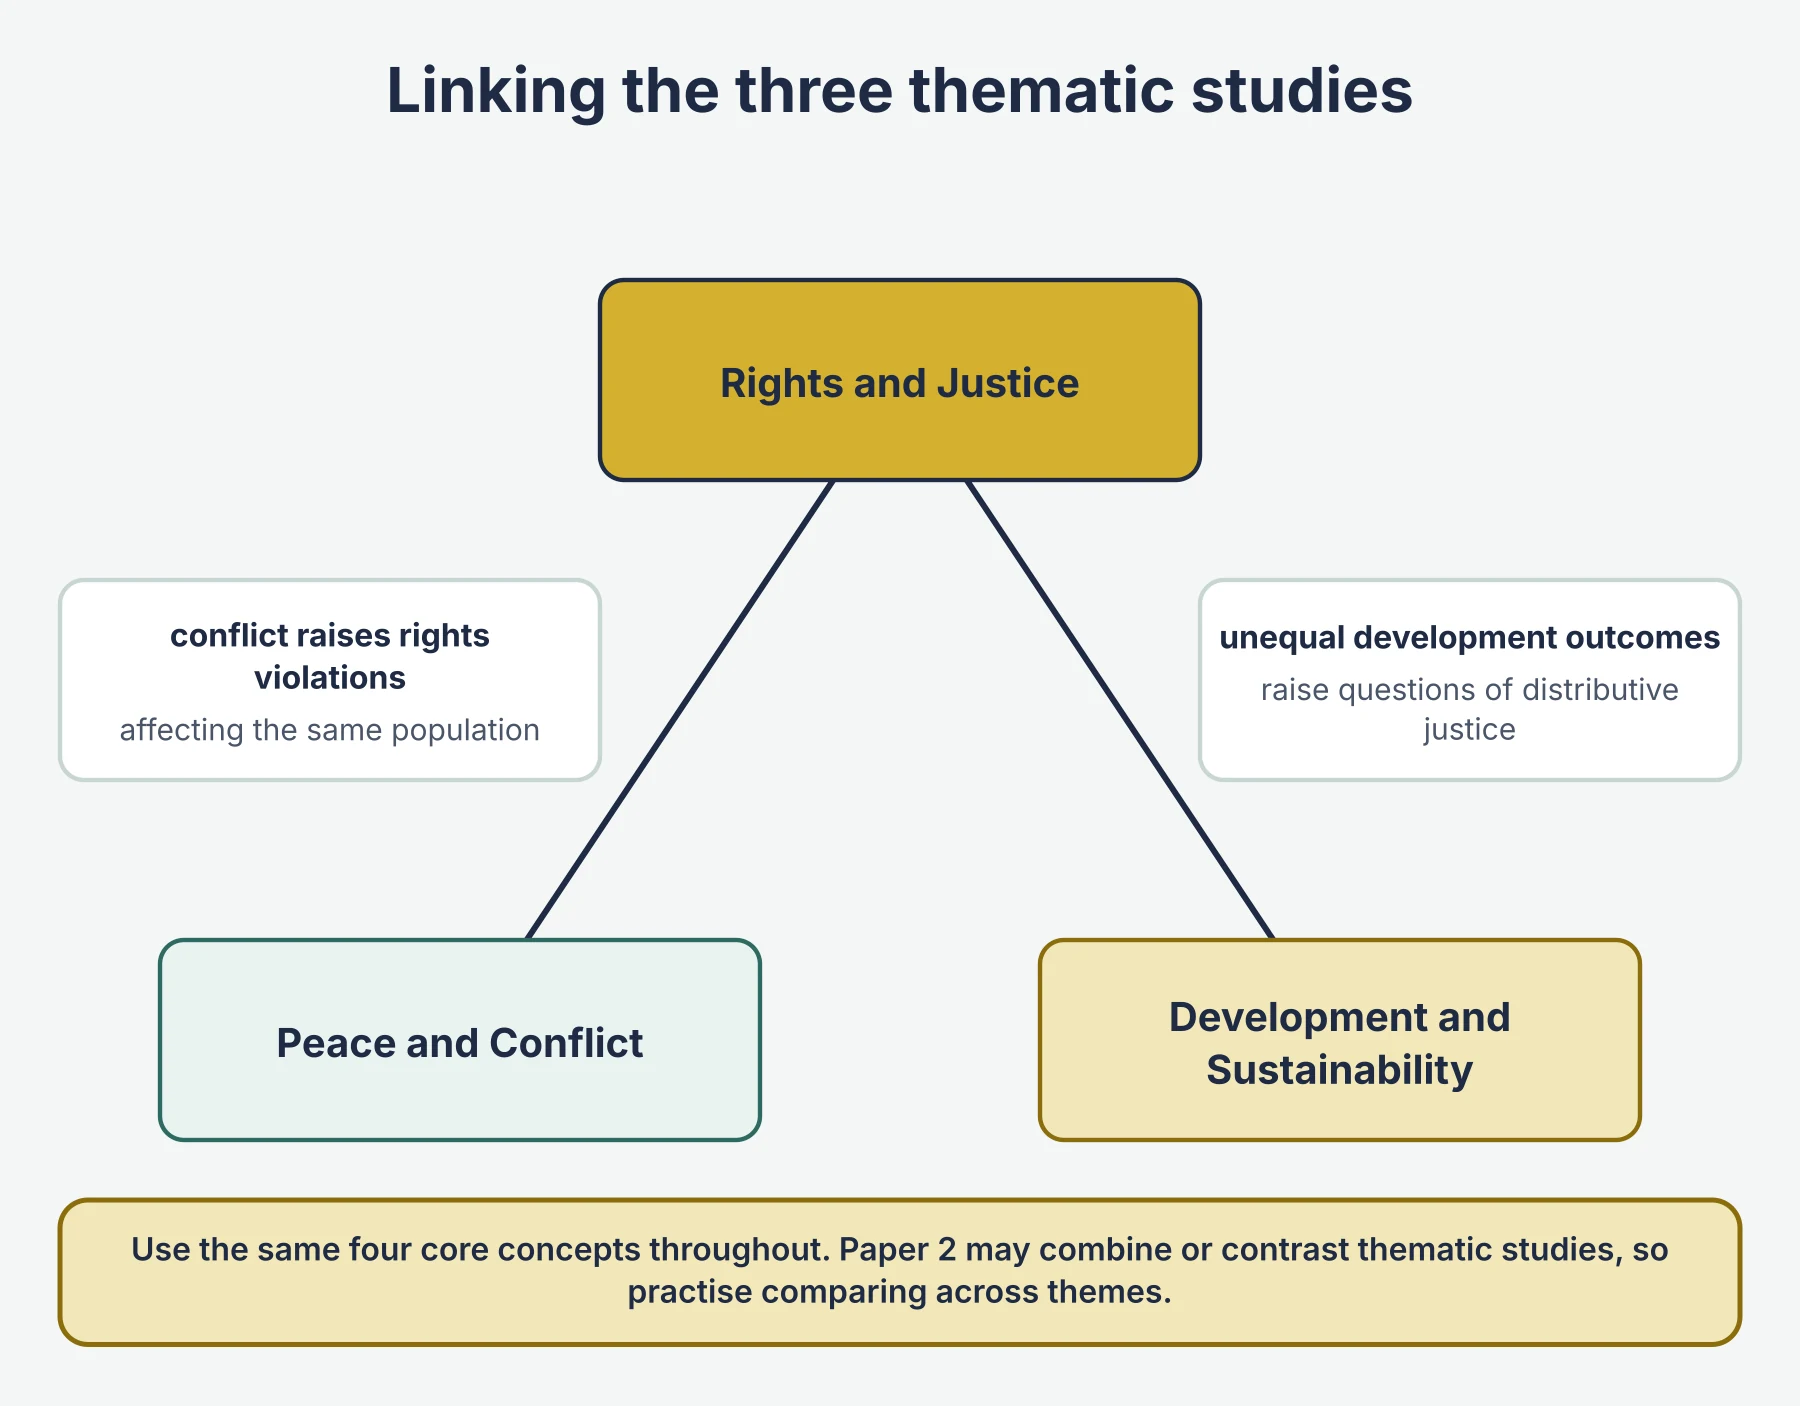 Linking the three thematic studies
Rights and Justice
conflict raises rights
violations
affecting the same population
unequal development outcomes
raise questions of distributive
justice
Peace and Conflict
Development and
Sustainability
Use the same four core concepts throughout. Paper 2 may combine or contrast thematic studies, so
practise comparing across themes.